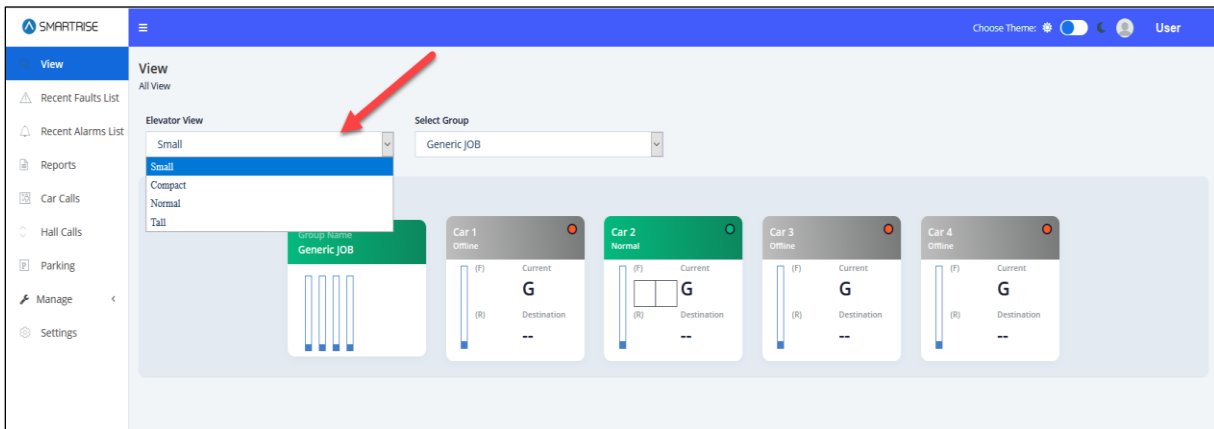 SMARTRISE
Choose Theme:
User
View
Recent Faults List
Recent Alarms List
Reports
Car Calls
Hall Calls
Parking
Manage
Settings
View
All View
Elevator View
Small
Small
Compact
Normal
Tall
Select Group
Generic JOB
Group Name
Generic JOB
Car 1
Offline
(F) Current
G
(R) Destination
--
Car 2
Normal
(F) Current
G
(R) Destination
--
Car 3
Offline
(F) Current
G
(R) Destination
--
Car 4
Offline
(F) Current
G
(R) Destination
--